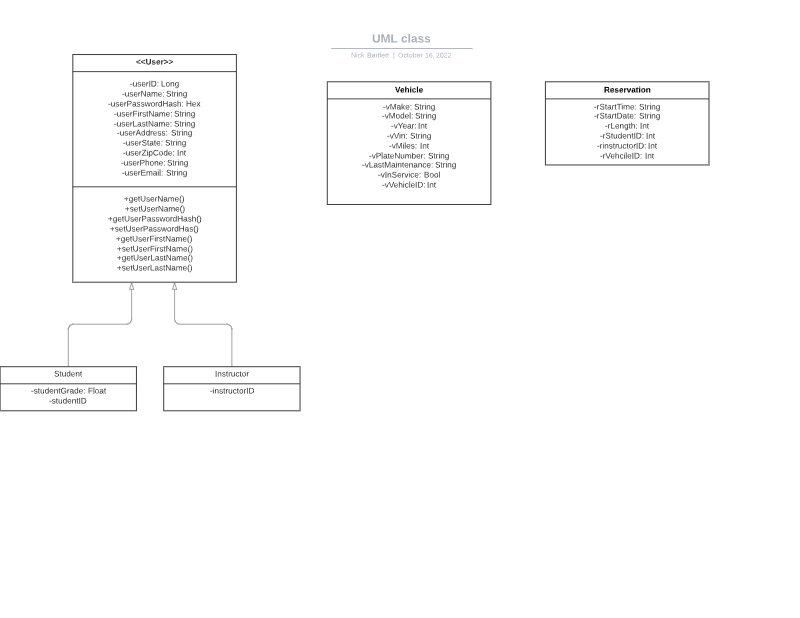 UML class
Nick Bartlett | October 16, 2022
<<User>>
-userID: Long
-userName: String
-userPasswordHash: Hex
-userFirstName: String
-userLastName: String
-userAddress: String
-userState: String
-userZipCode: Int
-userPhone: String
-userEmail: String
+getUserName()
+setUserName()
+getUserPasswordHash()
+setUserPasswordHas()
+getUserFirstName()
+setUserFirstName()
+getUserLastName()
+setUserLastName()
Vehicle
-vMake: String
-vModel: String
-vYear: Int
-vVin: String
-vMiles: Int
-vPlateNumber: String
-vLastMaintenance: String
-vInService: Bool
-vVehicleID: Int
Reservation
-rStartTime: String
-rStartDate: String
-rLength: Int
-rStudentID: Int
-rinstructorID: Int
-rVehcileID: Int
Student
-studentGrade: Float
-studentID
Instructor
-instructorID